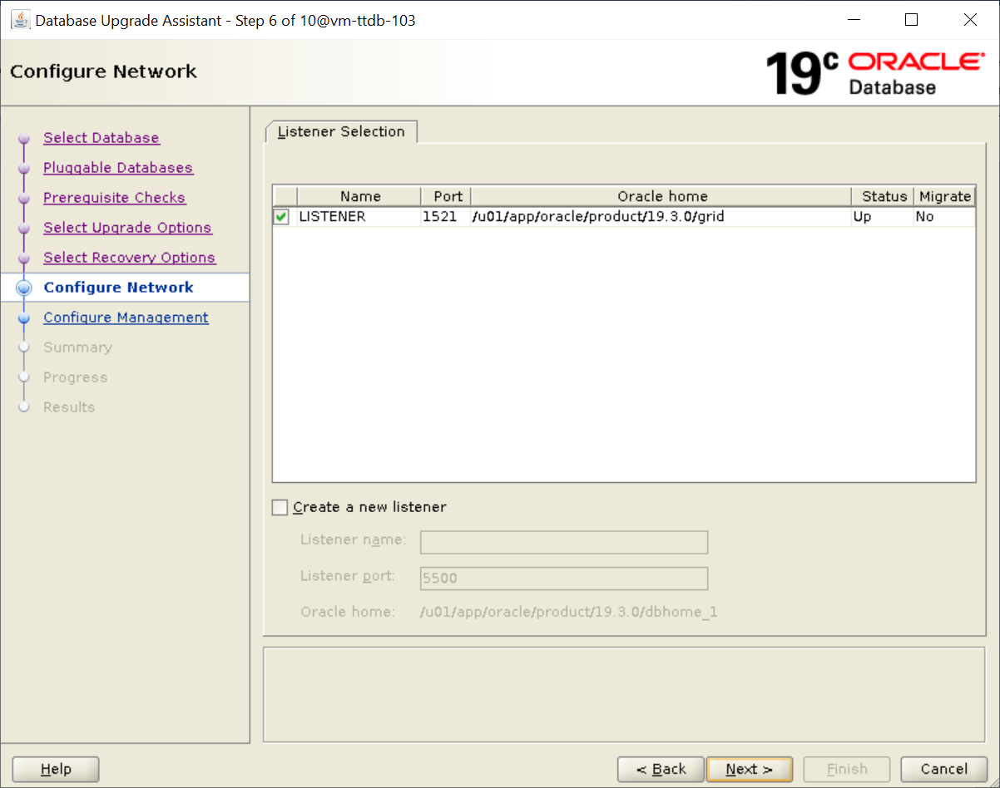 Database Upgrade Assistant - Step 6 of 10@vm-ttdb-103
Configure Network
19c ORACLE
Database
Select Database
Pluggable Databases
Prerequisite Checks
Select Upgrade Options
Select Recovery Options
Configure Network
Configure Management
Summary
Progress
Results
Listener Selection
Name Port Oracle home Status Migrate
LISTENER 1521 /u01/app/oracle/product/19.3.0/grid Up No
Create a new listener
Listener name:
Listener port: 5500
Oracle home: /u01/app/oracle/product/19.3.0/dbhome_1
Help < Back Next > Finish Cancel